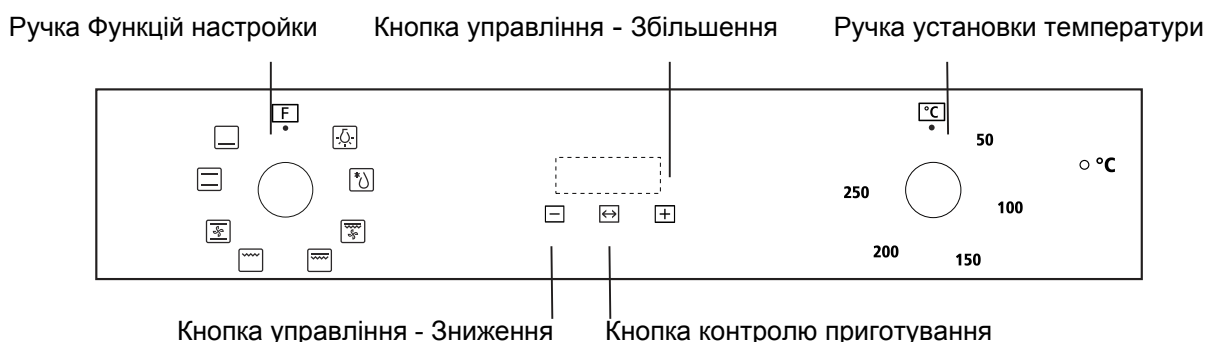 Ручка Функцій настройки Кнопка управління - Збільшення Ручка установки температури
F °C
50
°C
250
100
200
150
Кнопка управління - Зниження Кнопка контролю приготування